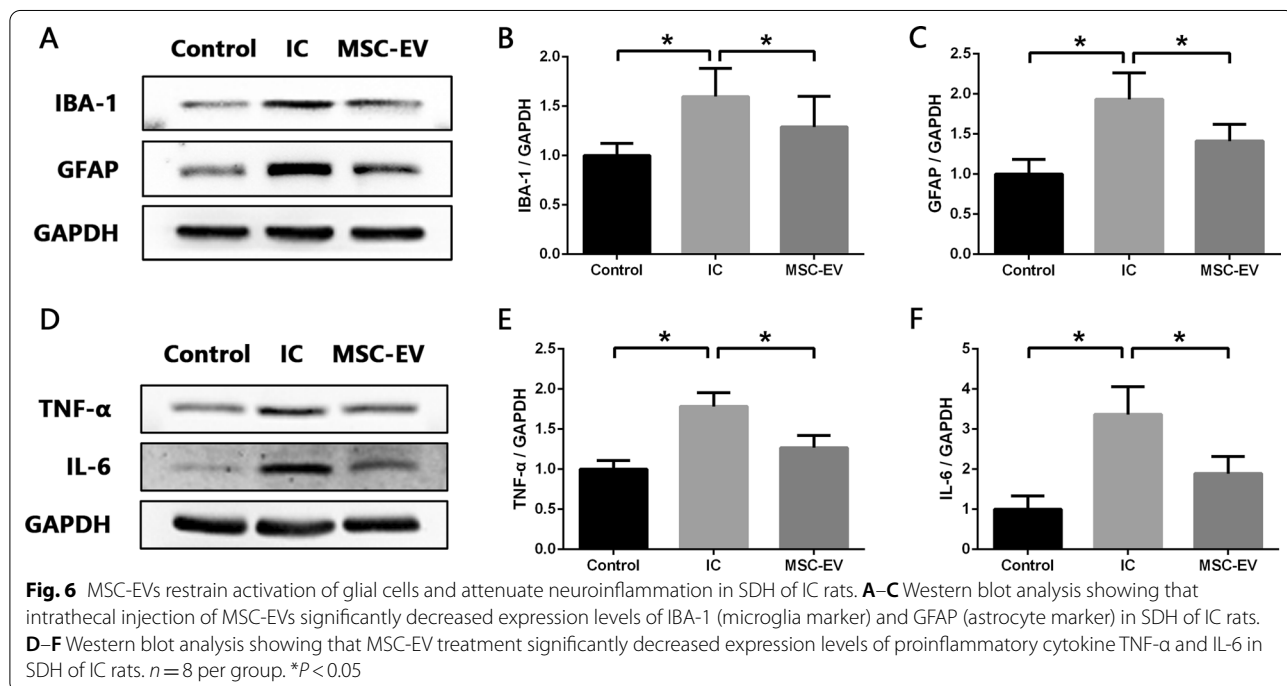 A
Control IC MSC-EV
IBA-1
GFAP
GAPDH
B
IBA-1 / GAPDH
2.0
1.5
1.0
0.5
0.0
* *
Control IC MSC-EV
C
GFAP / GAPDH
2.5
2.0
1.5
1.0
0.5
0.0
* *
Control IC MSC-EV
D
Control IC MSC-EV
TNF-α
IL-6
GAPDH
E
TNF-α / GAPDH
2.5
2.0
1.5
1.0
0.5
0.0
* *
Control IC MSC-EV
F
IL-6 / GAPDH
5
4
3
2
1
0
* *
Control IC MSC-EV
Fig. 6 MSC-EVs restrain activation of glial cells and attenuate neuroinflammation in SDH of IC rats. A–C Western blot analysis showing that
intrathecal injection of MSC-EVs significantly decreased expression levels of IBA-1 (microglia marker) and GFAP (astrocyte marker) in SDH of IC rats.
D–F Western blot analysis showing that MSC-EV treatment significantly decreased expression levels of proinflammatory cytokine TNF-α and IL-6 in
SDH of IC rats. n = 8 per group. *P < 0.05